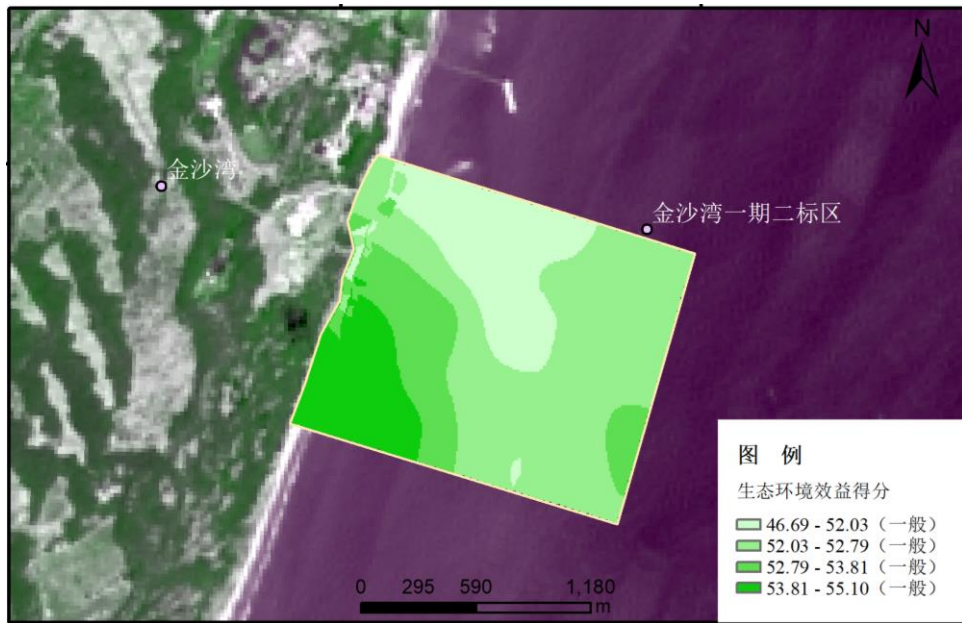 N
金沙湾
金沙湾一期二标区
图 例
生态环境效益得分
46.69 - 52.03（一般）
52.03 - 52.79（一般）
52.79 - 53.81（一般）
53.81 - 55.10（一般）
0 295 590 1,180
m